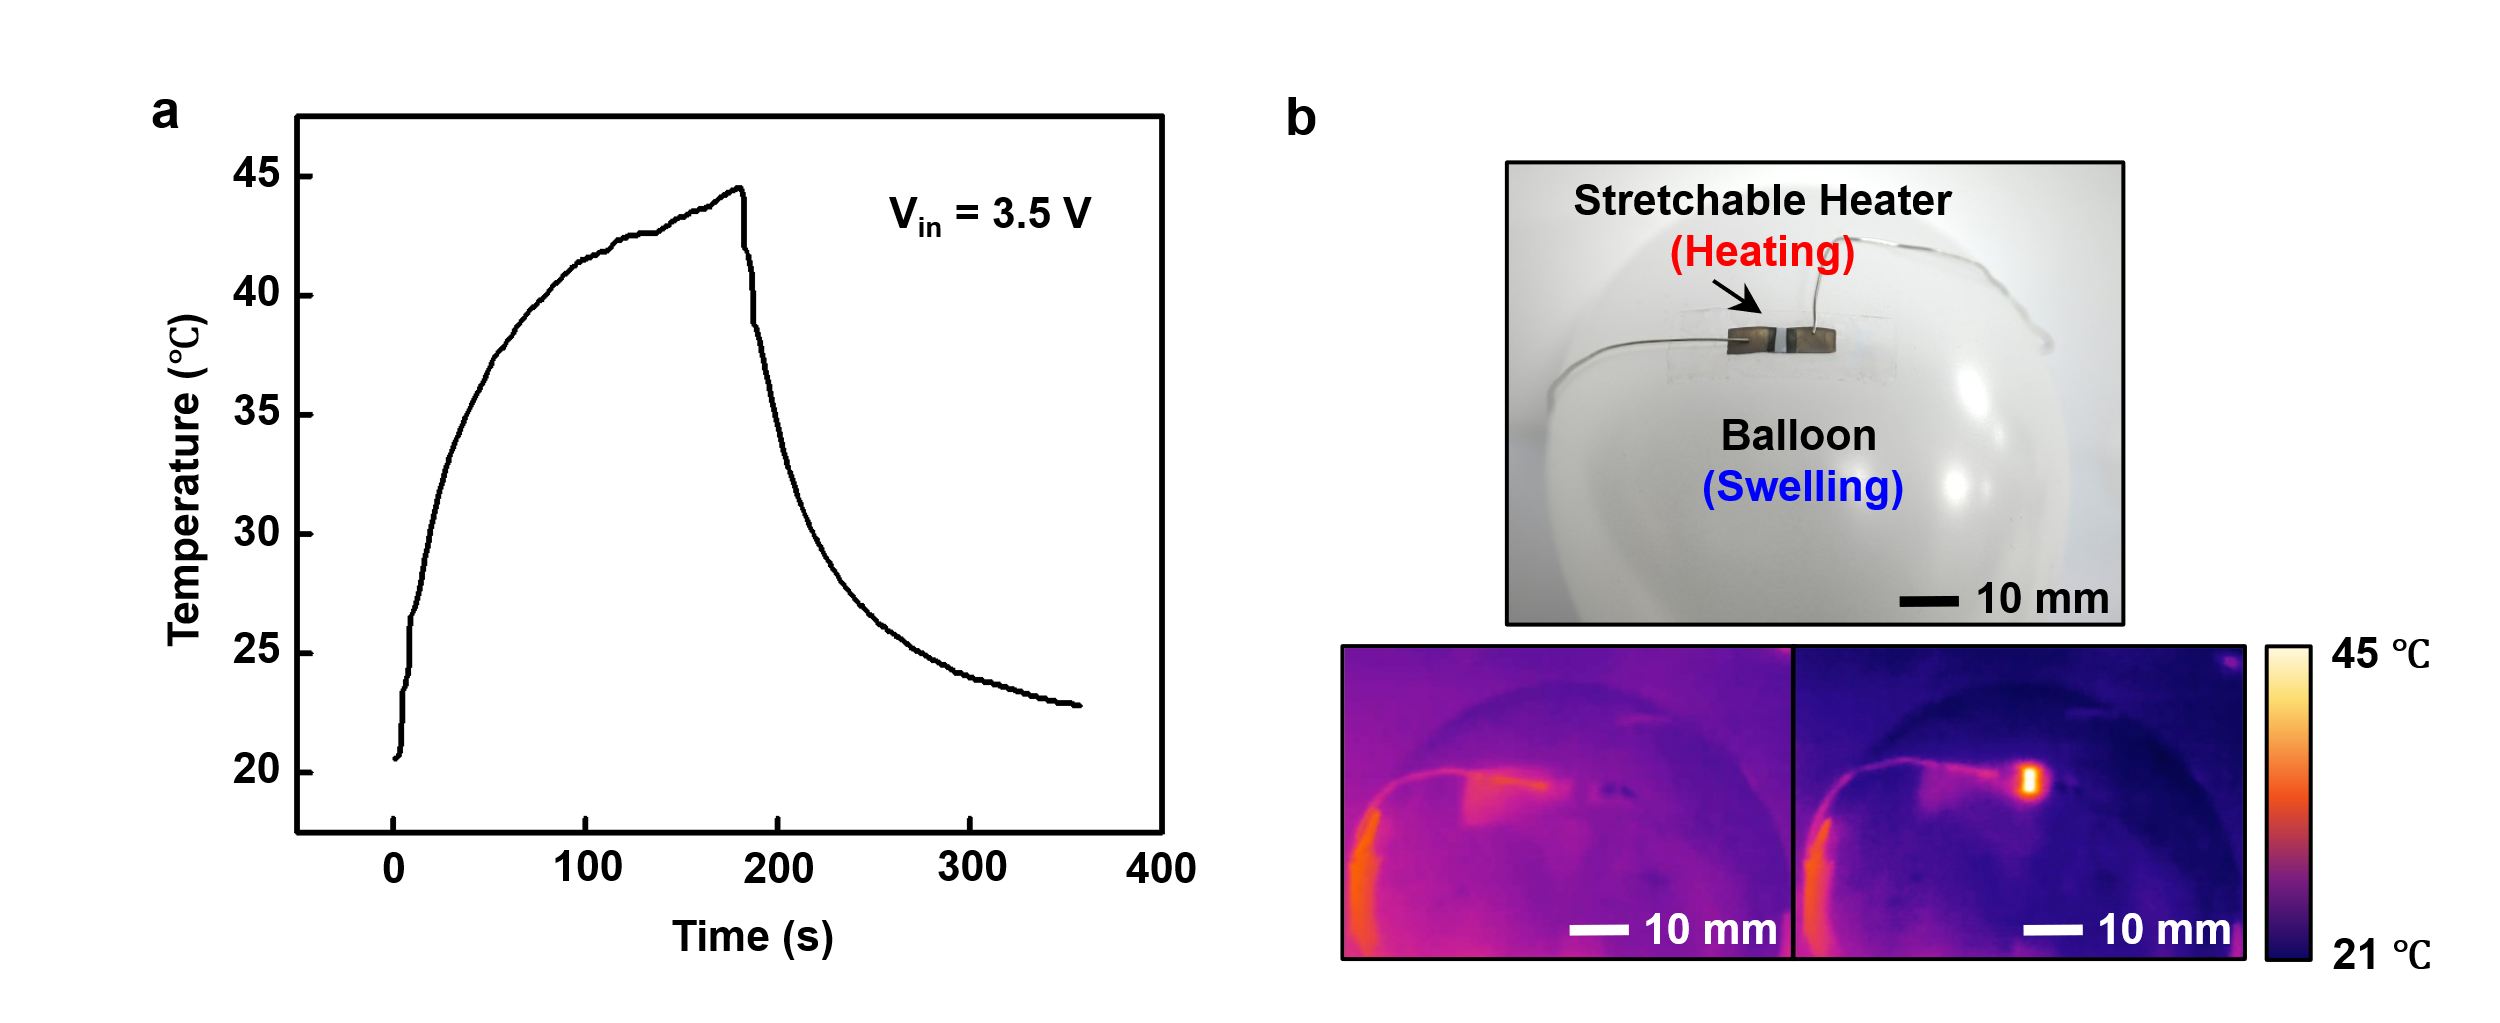 a
45
40
35
30
25
20
Temperature (℃)
V_in = 3.5 V
0
100
200
300
400
Time (s)
b
Stretchable Heater
(Heating)
Balloon
(Swelling)
10 mm
10 mm
10 mm
45 ℃
21 ℃